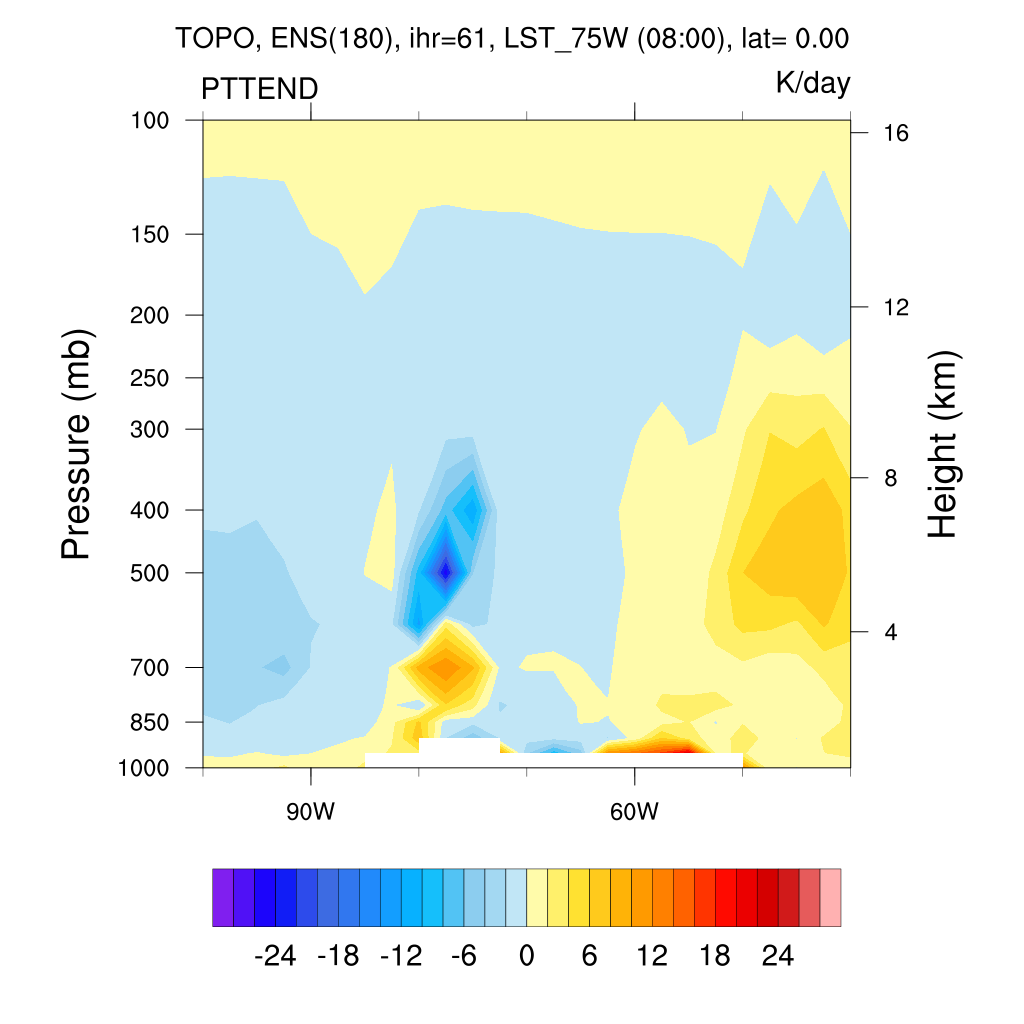 TOPO, ENS(180), ihr=61, LST_75W (08:00), lat= 0.00
PTTEND
K/day
100
150
200
250
300
400
500
700
850
1000
Pressure (mb)
16
12
8
4
Height (km)
90W
60W
-24 -18 -12 -6 0 6 12 18 24